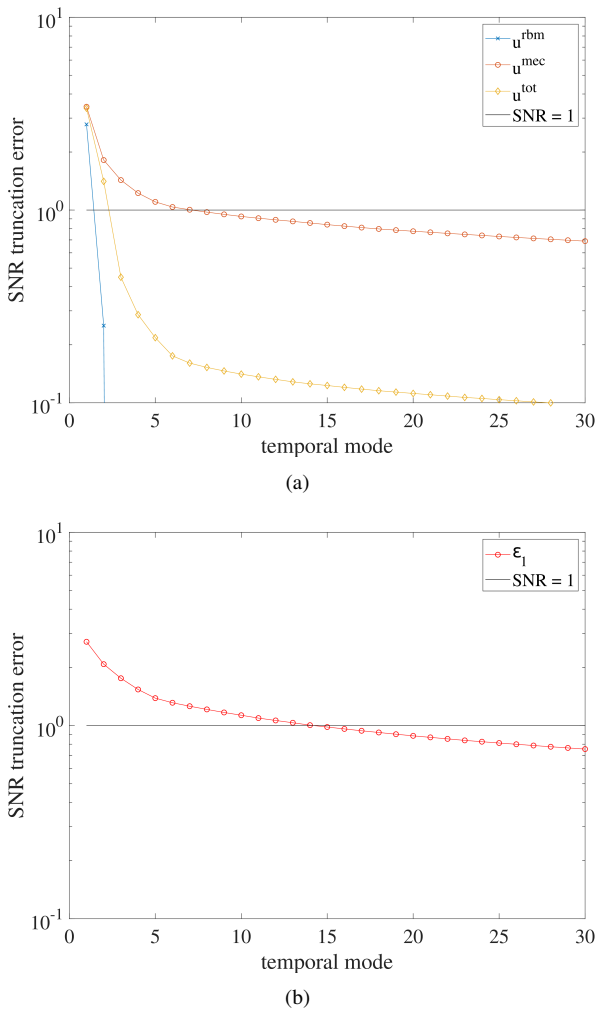 10^1
u^rbm
u^mec
u^tot
SNR = 1
10^0
10^-1
SNR truncation error
0 5 10 15 20 25 30
temporal mode
(a)
10^1
ε_1
SNR = 1
10^0
10^-1
SNR truncation error
0 5 10 15 20 25 30
temporal mode
(b)